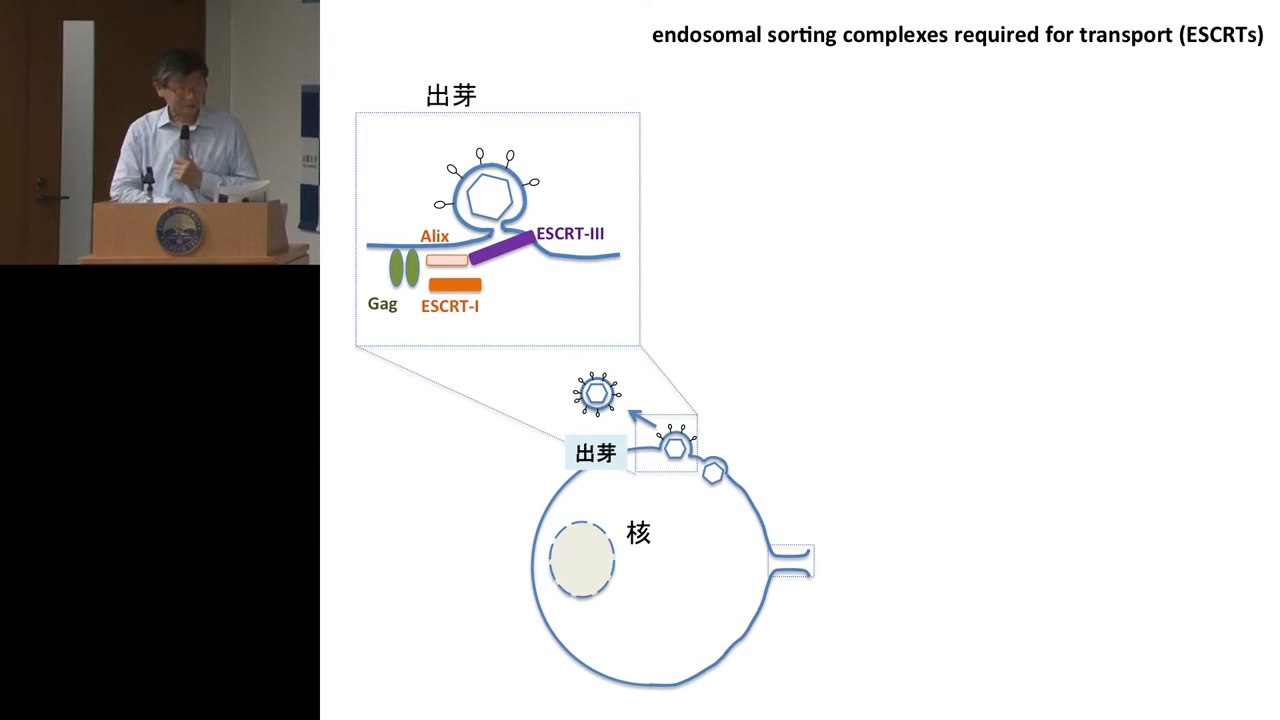 endosomal sorting complexes required for transport (ESCRTs)
出芽
Alix
ESCRT-III
Gag
ESCRT-I
出芽
核